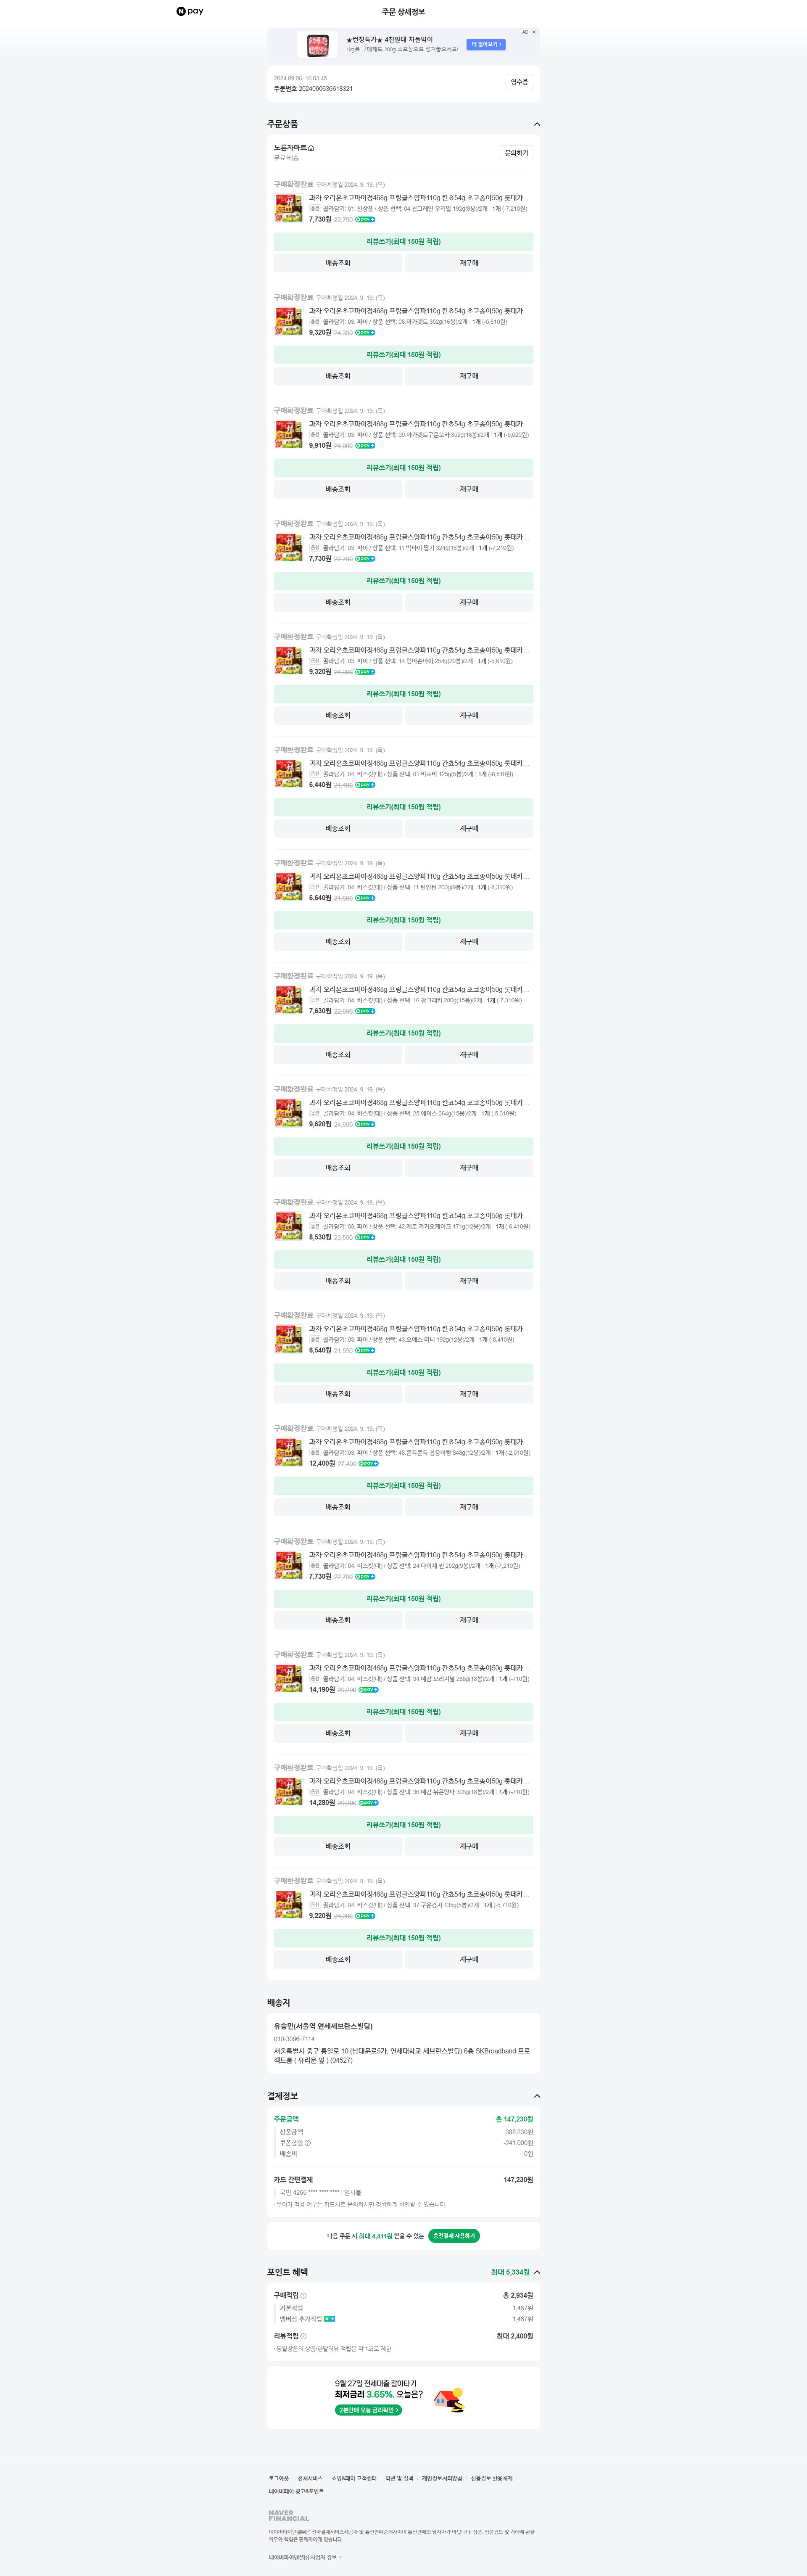 N pay
주문 상세정보
★런칭특가★ 4천원대 차돌박이
1kg를 구매해도 200g 소포장으로 챙겨놓으세요!
더 알아보기
AD ×
2024.09.06. 16:03:45
주문번호 2024090636618321
영수증
주문상품
노른자마트
무료 배송
문의하기
구매확정완료 구매확정일 2024. 9. 19. (목)
과자 오리온초코파이정468g 프링글스양파110g 칸쵸54g 초코송이50g 롯데카...
옵션 골라담기: 01. 신상품 / 상품 선택: 04.참그래인 우리밀 192g(8봉)/2개 1개 (-7,210원)
7,730원 22,790 pay+
리뷰쓰기(최대 150원 적립)
배송조회 재구매
구매확정완료 구매확정일 2024. 9. 19. (목)
과자 오리온초코파이정468g 프링글스양파110g 칸쵸54g 초코송이50g 롯데카...
옵션 골라담기: 03. 파이 / 상품 선택: 08.마가렛트 352g(16봉)/2개 1개 (-5,610원)
9,320원 24,390 pay+
리뷰쓰기(최대 150원 적립)
배송조회 재구매
구매확정완료 구매확정일 2024. 9. 19. (목)
과자 오리온초코파이정468g 프링글스양파110g 칸쵸54g 초코송이50g 롯데카...
옵션 골라담기: 03. 파이 / 상품 선택: 09.마가렛트구운모카 352g(16봉)/2개 1개 (-5,020원)
9,910원 24,980 pay+
리뷰쓰기(최대 150원 적립)
배송조회 재구매
구매확정완료 구매확정일 2024. 9. 19. (목)
과자 오리온초코파이정468g 프링글스양파110g 칸쵸54g 초코송이50g 롯데카...
옵션 골라담기: 03. 파이 / 상품 선택: 11.빅파이 딸기 324g(18봉)/2개 1개 (-7,210원)
7,730원 22,790 pay+
리뷰쓰기(최대 150원 적립)
배송조회 재구매
구매확정완료 구매확정일 2024. 9. 19. (목)
과자 오리온초코파이정468g 프링글스양파110g 칸쵸54g 초코송이50g 롯데카...
옵션 골라담기: 03. 파이 / 상품 선택: 14.엄마손파이 254g(20봉)/2개 1개 (-5,610원)
9,320원 24,390 pay+
리뷰쓰기(최대 150원 적립)
배송조회 재구매
구매확정완료 구매확정일 2024. 9. 19. (목)
과자 오리온초코파이정468g 프링글스양파110g 칸쵸54g 초코송이50g 롯데카...
옵션 골라담기: 04. 비스킷(대) / 상품 선택: 01.비쵸비 125g(5봉)/2개 1개 (-8,510원)
6,440원 21,490 pay+
리뷰쓰기(최대 150원 적립)
배송조회 재구매
구매확정완료 구매확정일 2024. 9. 19. (목)
과자 오리온초코파이정468g 프링글스양파110g 칸쵸54g 초코송이50g 롯데카...
옵션 골라담기: 04. 비스킷(대) / 상품 선택: 11.틴인틴 200g(9봉)/2개 1개 (-8,310원)
6,640원 21,690 pay+
리뷰쓰기(최대 150원 적립)
배송조회 재구매
구매확정완료 구매확정일 2024. 9. 19. (목)
과자 오리온초코파이정468g 프링글스양파110g 칸쵸54g 초코송이50g 롯데카...
옵션 골라담기: 04. 비스킷(대) / 상품 선택: 16.참크래커 280g(15봉)/2개 1개 (-7,310원)
7,630원 22,690 pay+
리뷰쓰기(최대 150원 적립)
배송조회 재구매
구매확정완료 구매확정일 2024. 9. 19. (목)
과자 오리온초코파이정468g 프링글스양파110g 칸쵸54g 초코송이50g 롯데카...
옵션 골라담기: 04. 비스킷(대) / 상품 선택: 25.에이스 364g(15봉)/2개 1개 (-5,310원)
9,620원 24,690 pay+
리뷰쓰기(최대 150원 적립)
배송조회 재구매
구매확정완료 구매확정일 2024. 9. 19. (목)
과자 오리온초코파이정468g 프링글스양파110g 칸쵸54g 초코송이50g 롯데카...
옵션 골라담기: 03. 파이 / 상품 선택: 42.제로 카카오케이크 171g(12봉)/2개 1개 (-6,410원)
8,530원 23,590 pay+
리뷰쓰기(최대 150원 적립)
배송조회 재구매
구매확정완료 구매확정일 2024. 9. 19. (목)
과자 오리온초코파이정468g 프링글스양파110g 칸쵸54g 초코송이50g 롯데카...
옵션 골라담기: 03. 파이 / 상품 선택: 43.오예스 미니 192g(12봉)/2개 1개 (-8,410원)
6,540원 21,590 pay+
리뷰쓰기(최대 150원 적립)
배송조회 재구매
구매확정완료 구매확정일 2024. 9. 19. (목)
과자 오리온초코파이정468g 프링글스양파110g 칸쵸54g 초코송이50g 롯데카...
옵션 골라담기: 03. 파이 / 상품 선택: 48.쫀득쫀득 참붕어빵 348g(12봉)/2개 1개 (-2,510원)
12,400원 27,490 pay+
리뷰쓰기(최대 150원 적립)
배송조회 재구매
구매확정완료 구매확정일 2024. 9. 19. (목)
과자 오리온초코파이정468g 프링글스양파110g 칸쵸54g 초코송이50g 롯데카...
옵션 골라담기: 04. 비스킷(대) / 상품 선택: 24.다이제 씬 252g(9봉)/2개 1개 (-7,210원)
7,730원 22,790 pay+
리뷰쓰기(최대 150원 적립)
배송조회 재구매
구매확정완료 구매확정일 2024. 9. 19. (목)
과자 오리온초코파이정468g 프링글스양파110g 칸쵸54g 초코송이50g 롯데카...
옵션 골라담기: 04. 비스킷(대) / 상품 선택: 34.예감 오리지널 288g(18봉)/2개 1개 (-710원)
14,190원 29,290 pay+
리뷰쓰기(최대 150원 적립)
배송조회 재구매
구매확정완료 구매확정일 2024. 9. 19. (목)
과자 오리온초코파이정468g 프링글스양파110g 칸쵸54g 초코송이50g 롯데카...
옵션 골라담기: 04. 비스킷(대) / 상품 선택: 36.예감 볶은양파 306g(18봉)/2개 1개 (-710원)
14,280원 29,290 pay+
리뷰쓰기(최대 150원 적립)
배송조회 재구매
구매확정완료 구매확정일 2024. 9. 19. (목)
과자 오리온초코파이정468g 프링글스양파110g 칸쵸54g 초코송이50g 롯데카...
옵션 골라담기: 04. 비스킷(대) / 상품 선택: 37.구운감자 135g(5봉)/2개 1개 (-5,710원)
9,220원 24,290 pay+
리뷰쓰기(최대 150원 적립)
배송조회 재구매
배송지
유승민(서울역 연세세브란스빌딩)
010-3096-7114
서울특별시 중구 통일로 10 (남대문로5가, 연세대학교 세브란스빌딩) 6층 SKBroadband 프로
젝트룸 ( 유리문 앞 ) (04527)
결제정보
주문금액 총 147,230원
상품금액 388,230원
쿠폰할인 -241,000원
배송비 0원
카드 간편결제 147,230원
국민 4265 **** **** **** 일시불
· 무이자 적용 여부는 카드사로 문의하시면 정확하게 확인할 수 있습니다.
다음 주문 시 최대 4,411원 받을 수 있는 송전결제 사용하기
포인트 혜택 최대 5,334원
구매적립 총 2,934원
기본적립 1,467원
멤버십 추가적립 1,467원
리뷰적립 최대 2,400원
· 동일상품의 상품/한달리뷰 적립은 각 1회로 제한
9월 27일 전세대출 갈아타기
최저금리 3.65%, 오늘은?
2분만에 오늘 금리확인 >
로그아웃 전체서비스 쇼핑&페이 고객센터 약관 및 정책 개인정보처리방침 신용정보 활용체제
네이버페이 광고&포인트
NAVER
FINANCIAL
네이버파이낸셜㈜은 전자결제서비스제공자 및 통신판매중개자이며 통신판매의 당사자가 아닙니다. 상품, 상품정보 및 거래에 관한
의무와 책임은 판매자에게 있습니다.
네이버파이낸셜㈜ 사업자 정보